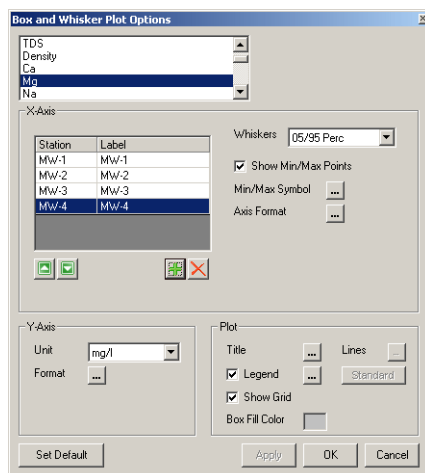 Box and Whisker Plot Options
TDS
Density
Ca
Mg
Na
X-Axis
Station Label
MW-1 MW-1
MW-2 MW-2
MW-3 MW-3
MW-4 MW-4
Whiskers 05/95 Perc
Show Min/Max Points
Min/Max Symbol ...
Axis Format ...
Y-Axis
Unit mg/l
Format ...
Plot
Title ... Lines ...
Legend ... Standard
Show Grid
Box Fill Color
Set Default Apply OK Cancel